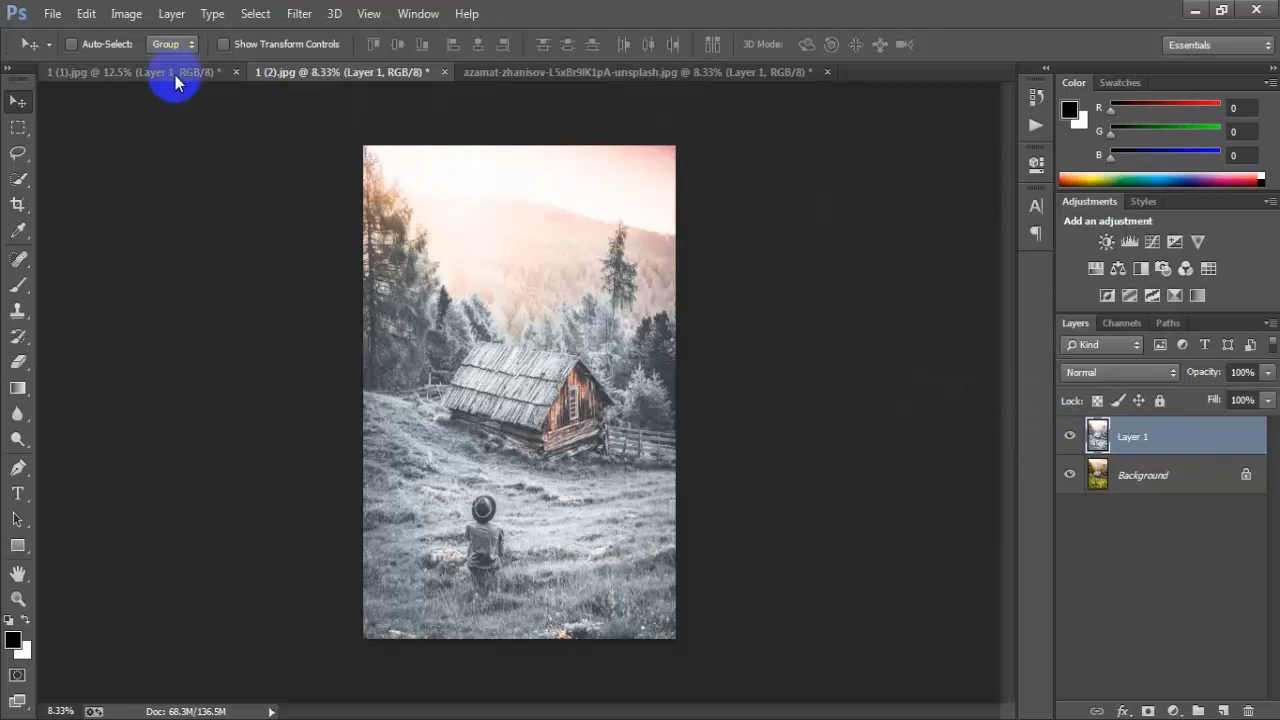 Ps File Edit Image Layer Type Select Filter 3D View Window Help
Auto-Select: Group Show Transform Controls 3D Mode: Essentials
1 (1).jpg @ 12.5% (Layer 1, RGB/8) * × 1 (2).jpg @ 8.33% (Layer 1, RGB/8) * × azamat-zhanisov-L5xBr9lK1pA-unsplash.jpg @ 8.33% (Layer 1, RGB/8) * ×
Color Swatches
R 0
G 0
B 0
Adjustments Styles
Add an adjustment
Layers Channels Paths
Kind
Normal Opacity: 100%
Lock: Fill: 100%
Layer 1
Background
8.33% Doc: 68.3M/136.5M